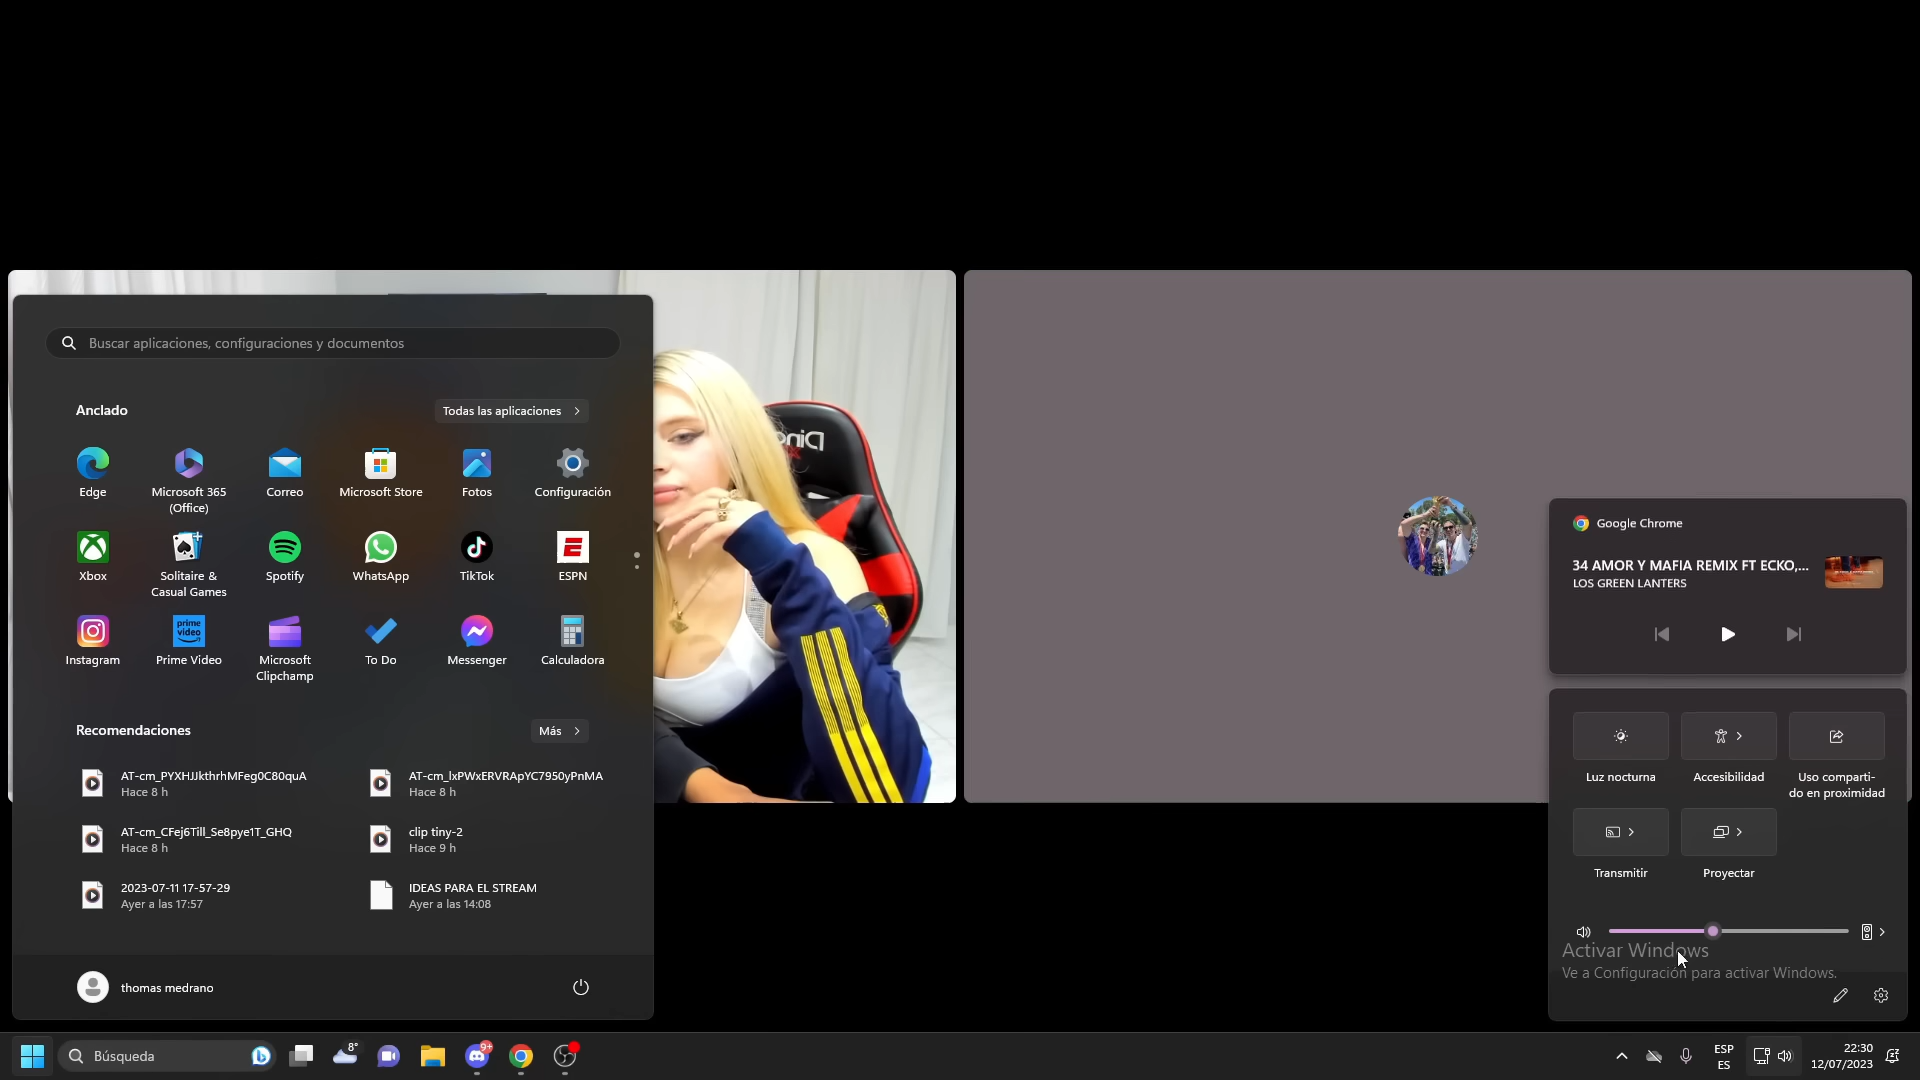 Buscar aplicaciones, configuraciones y documentos
Anclado
Todas las aplicaciones
Edge
Microsoft 365
(Office)
Correo
Microsoft Store
Fotos
Configuración
Xbox
Solitaire &
Casual Games
Spotify
WhatsApp
TikTok
ESPN
Instagram
prime
video
Prime Video
Microsoft
Clipchamp
To Do
Messenger
Calculadora
Recomendaciones
Más
AT-cm_PYXHJJkthrhMFeg0C80quA
Hace 8 h
AT-cm_lxPWxERVRApYC7950yPnMA
Hace 8 h
AT-cm_CFej6Till_Se8pye1T_GHQ
Hace 8 h
clip tiny-2
Hace 9 h
2023-07-11 17-57-29
Ayer a las 17:57
IDEAS PARA EL STREAM
Ayer a las 14:08
thomas medrano
Google Chrome
34 AMOR Y MAFIA REMIX FT ECKO,...
LOS GREEN LANTERS
Luz nocturna
Accesibilidad
Uso comparti-
do en proximidad
Transmitir
Proyectar
Activar Windows
Ve a Configuración para activar Windows.
Búsqueda
8°
9+
ESP
ES
22:30
12/07/2023